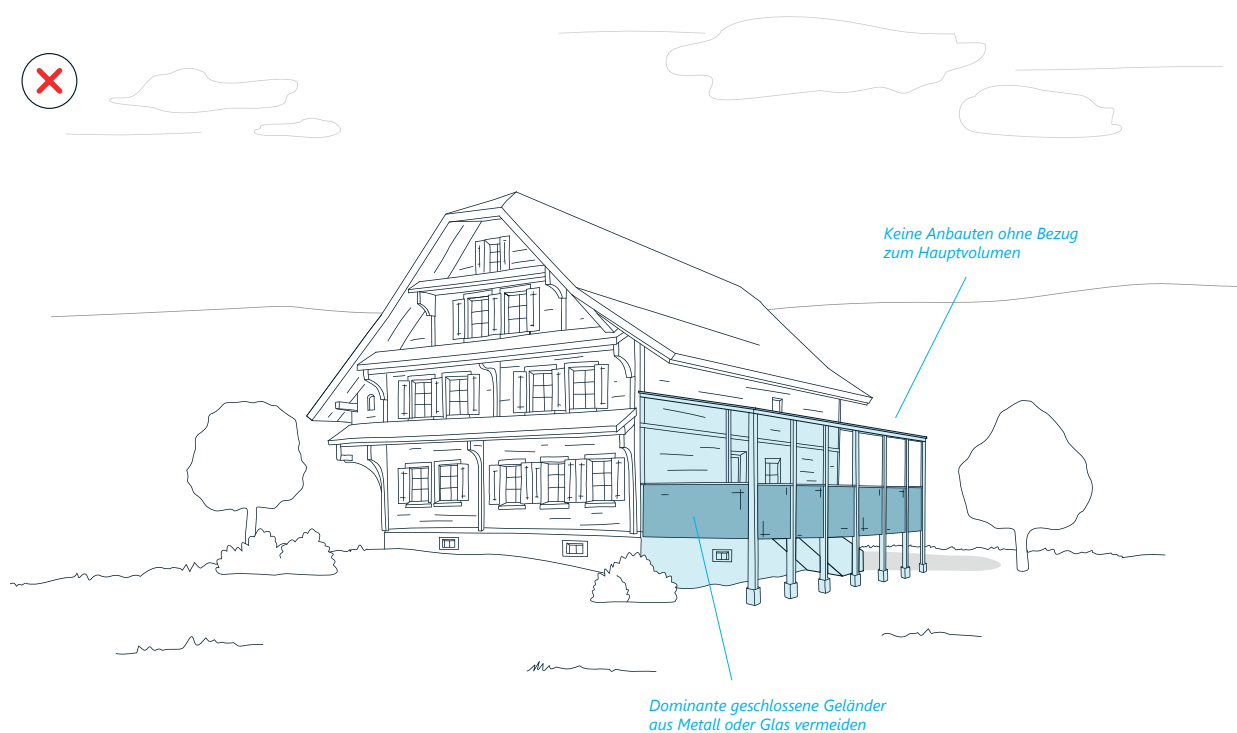 Keine Anbauten ohne Bezug
zum Hauptvolumen
Dominante geschlossene Geländer
aus Metall oder Glas vermeiden